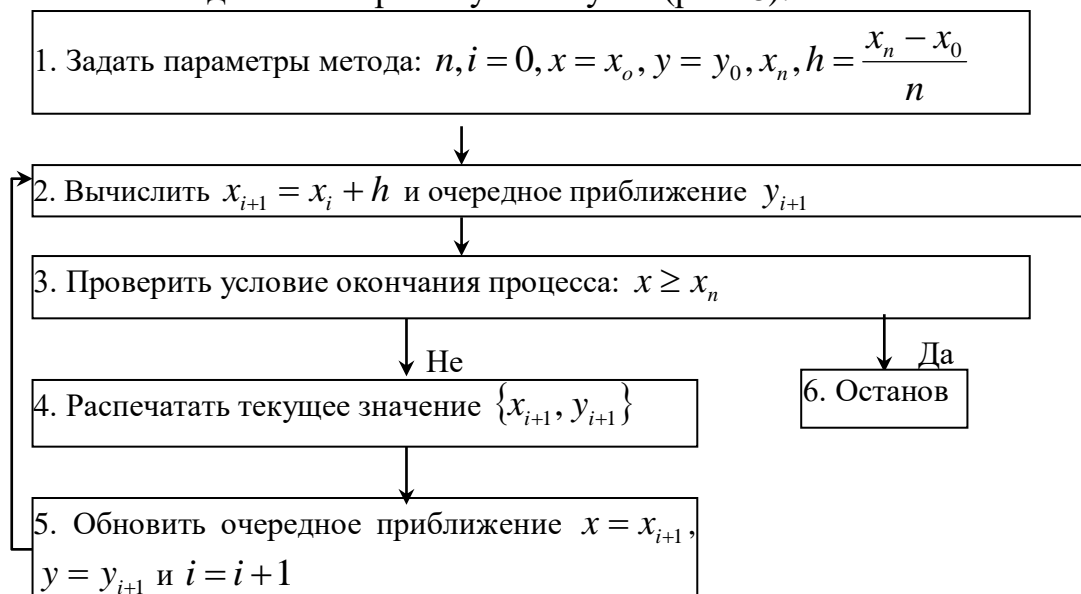 1. Задать параметры метода: n, i = 0, x = x_o, y = y_0, x_n, h = \frac{x_n - x_0}{n}
2. Вычислить x_{i+1} = x_i + h и очередное приближение y_{i+1}
3. Проверить условие окончания процесса: x ≥ x_n
Не
Да
4. Распечатать текущее значение {x_{i+1}, y_{i+1}}
6. Останов
5. Обновить очередное приближение x = x_{i+1},
y = y_{i+1} и i = i + 1